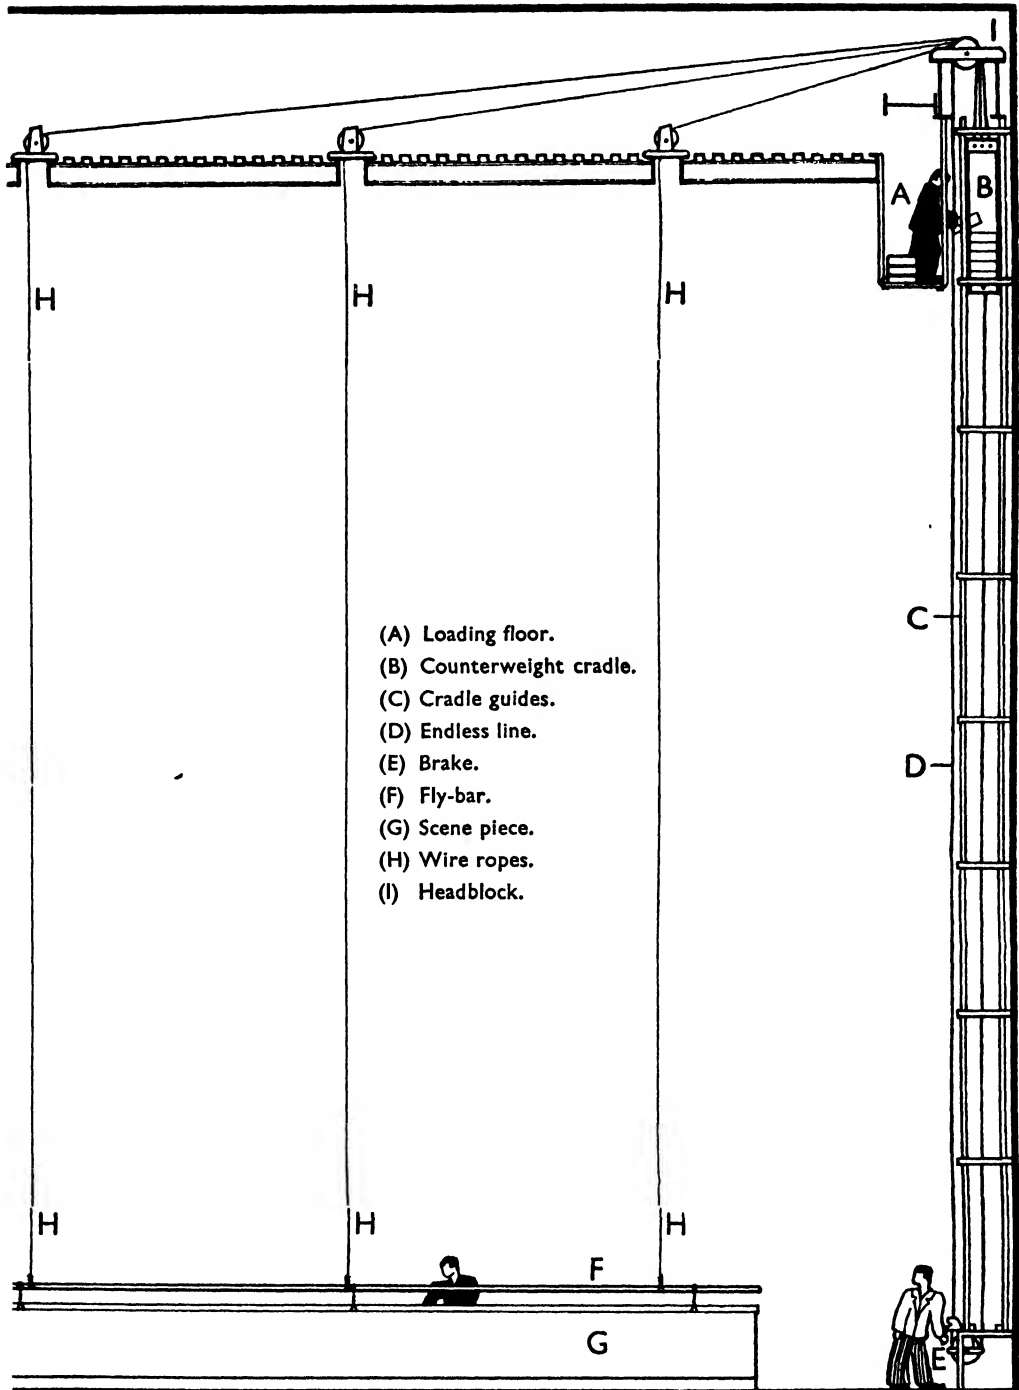 I
A B
H H H
C
(A) Loading floor.
(B) Counterweight cradle.
(C) Cradle guides.
(D) Endless line.
(E) Brake.
(F) Fly-bar.
(G) Scene piece.
(H) Wire ropes.
(I) Headblock.
D
H H H
F
G
E